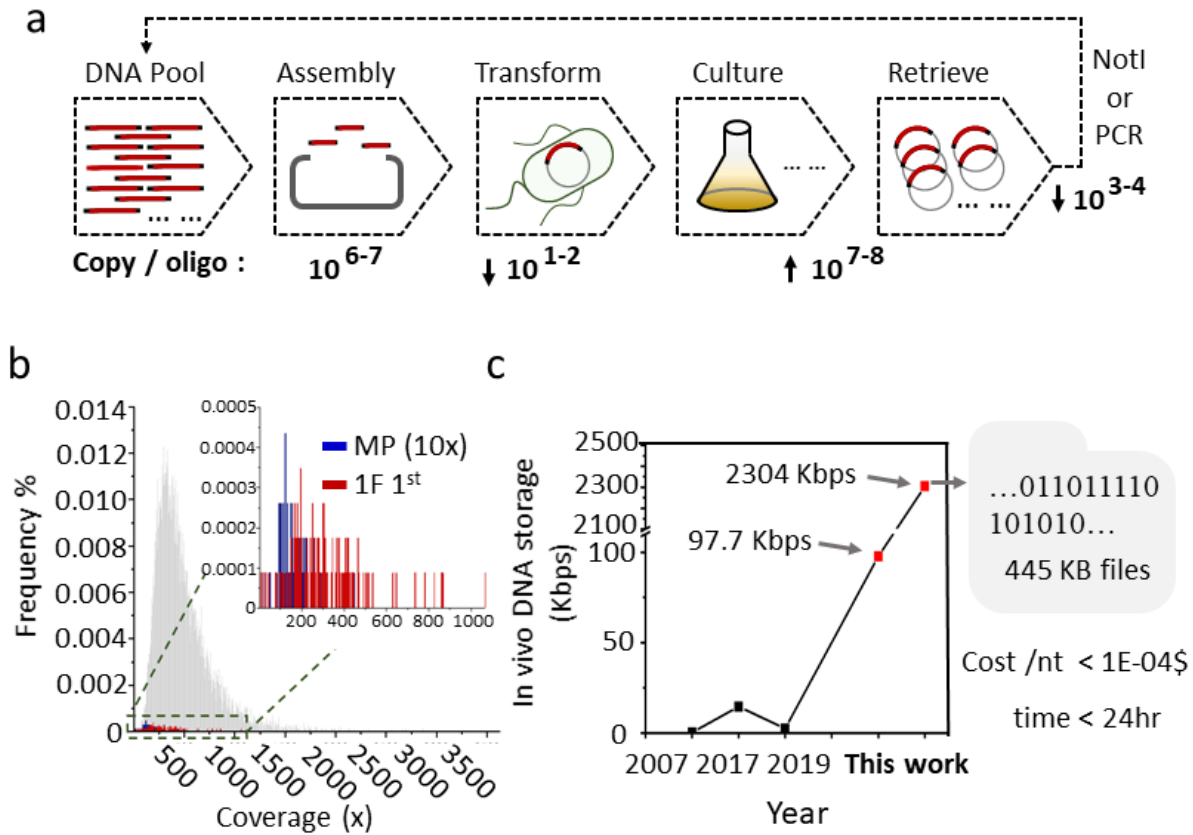 a
DNA Pool
Assembly
Transform
Culture
Retrieve
NotI
or
PCR
... ...
... ...
... ...
Copy / oligo :
10^6-7
↓ 10^1-2
↑ 10^7-8
↓ 10^3-4
b
Frequency %
0.014
0.012
0.010
0.008
0.006
0.004
0.002
0
500
1000
1500
2000
2500
3000
3500
Coverage (x)
0.0005
0.0004
0.0003
0.0002
0.0001
0
200
400
600
800
1000
MP (10x)
1F 1^st
c
In vivo DNA storage
(Kbps)
2500
2300
2100
100
50
0
2007
2017
2019
This work
Year
2304 Kbps
97.7 Kbps
...011011110
101010...
445 KB files
Cost /nt < 1E-04$
time < 24hr